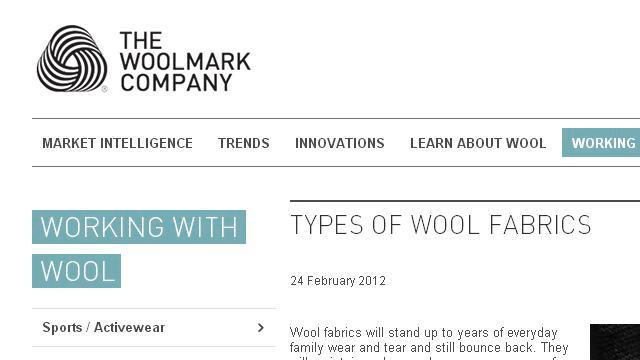 THE
WOOLMARK
COMPANY
MARKET INTELLIGENCE TRENDS INNOVATIONS LEARN ABOUT WOOL WORKING
WORKING WITH
WOOL
Sports / Activewear
TYPES OF WOOL FABRICS
24 February 2012
Wool fabrics will stand up to years of everyday
family wear and tear and still bounce back. They